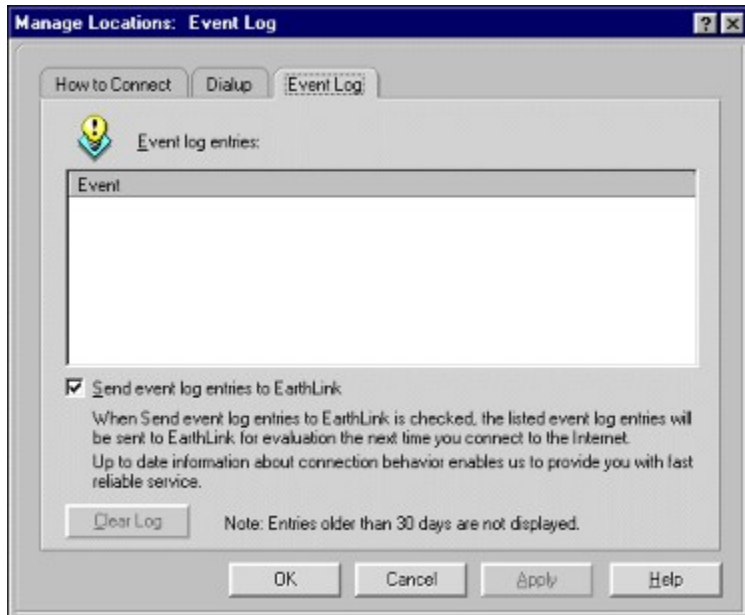 Manage Locations: Event Log
How to Connect
Dialup
Event Log
Event log entries:
Event
Send event log entries to EarthLink
When Send event log entries to EarthLink is checked, the listed event log entries will
be sent to EarthLink for evaluation the next time you connect to the Internet.
Up to date information about connection behavior enables us to provide you with fast
reliable service.
Clear Log
Note: Entries older than 30 days are not displayed.
OK
Cancel
Apply
Help